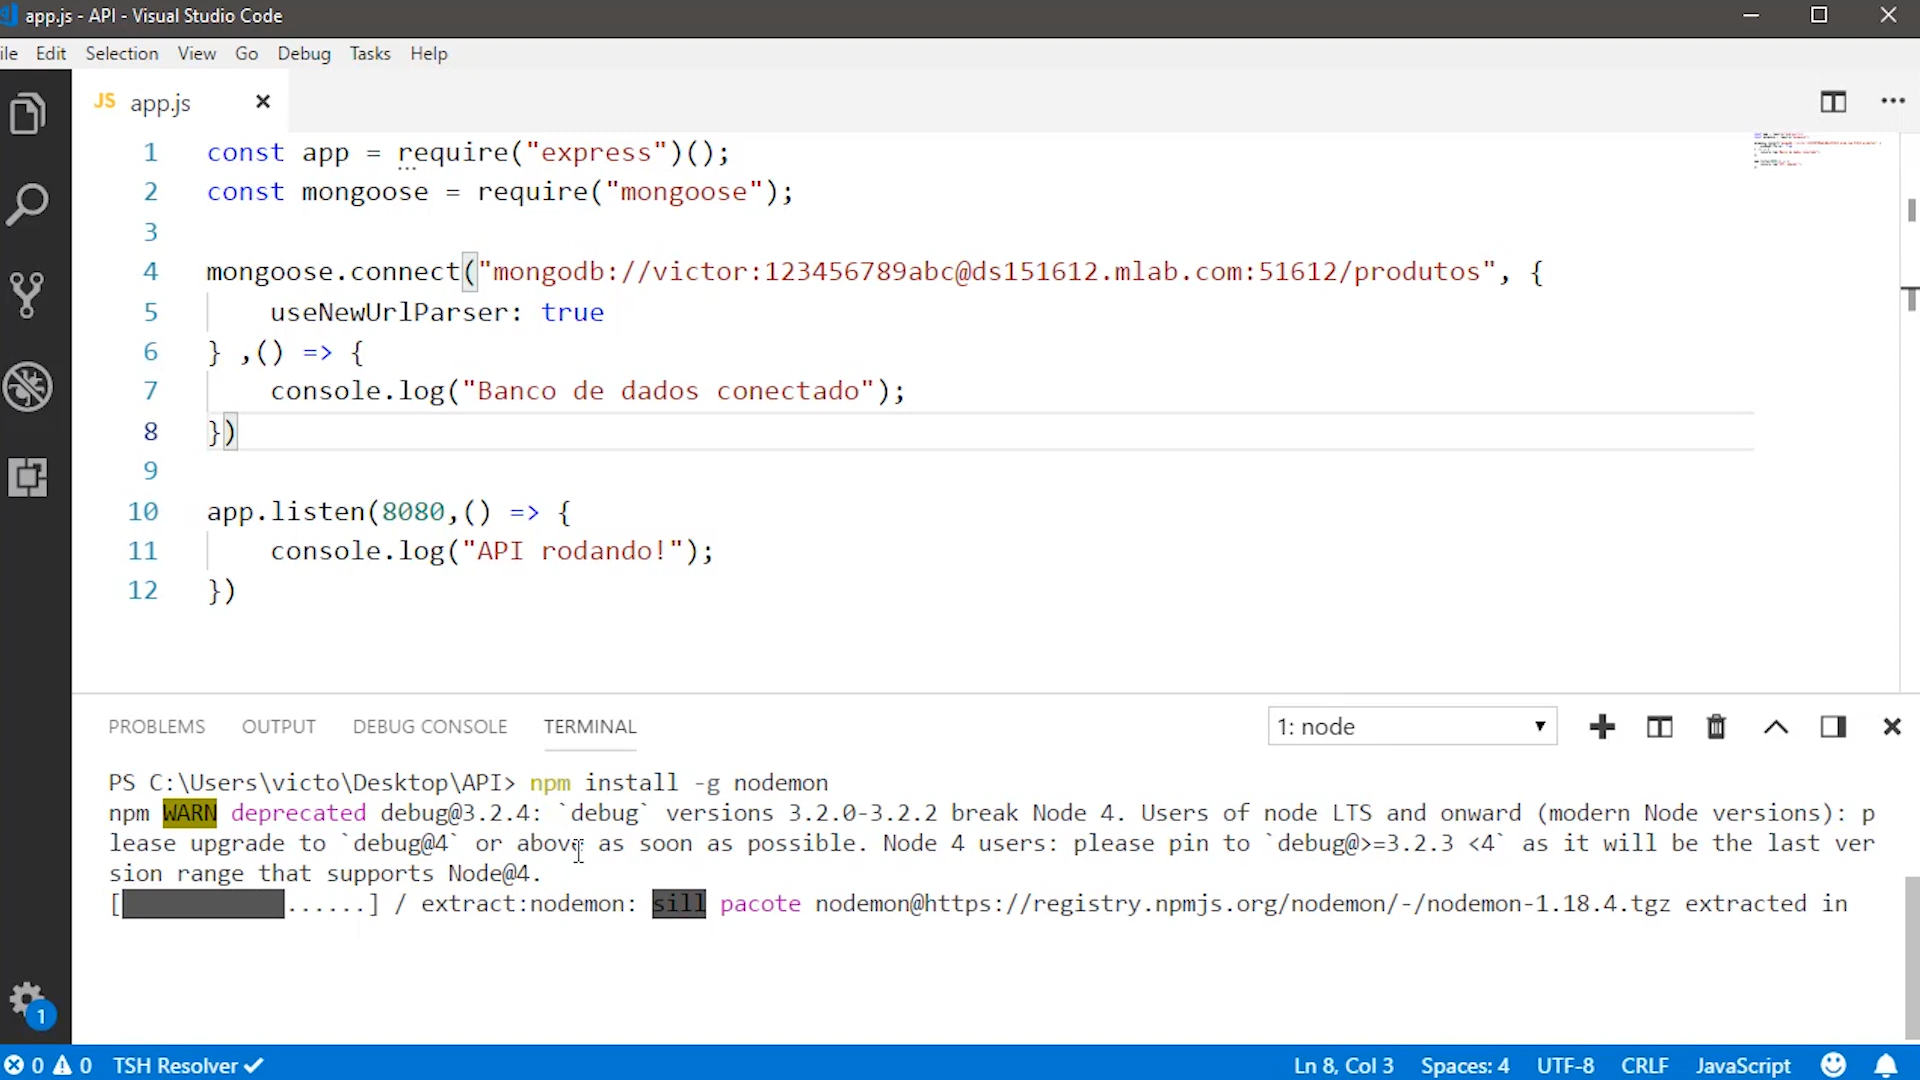 app.js - API - Visual Studio Code
ile Edit Selection View Go Debug Tasks Help
JS app.js
1 const app = require("express")();
2 const mongoose = require("mongoose");
3
4 mongoose.connect("mongodb://victor:123456789abc@ds151612.mlab.com:51612/produtos", {
5 useNewUrlParser: true
6 } ,() => {
7 console.log("Banco de dados conectado");
8 })
9
10 app.listen(8080,() => {
11 console.log("API rodando!");
12 })
PROBLEMS OUTPUT DEBUG CONSOLE TERMINAL 1: node
PS C:\Users\victo\Desktop\API> npm install -g nodemon
npm WARN deprecated debug@3.2.4: `debug` versions 3.2.0-3.2.2 break Node 4. Users of node LTS and onward (modern Node versions): p
lease upgrade to `debug@4` or above as soon as possible. Node 4 users: please pin to `debug@>=3.2.3 <4` as it will be the last ver
sion range that supports Node@4.
[ ......] / extract:nodemon: sill pacote nodemon@https://registry.npmjs.org/nodemon/-/nodemon-1.18.4.tgz extracted in
1
0 0 TSH Resolver Ln 8, Col 3 Spaces: 4 UTF-8 CRLF JavaScript